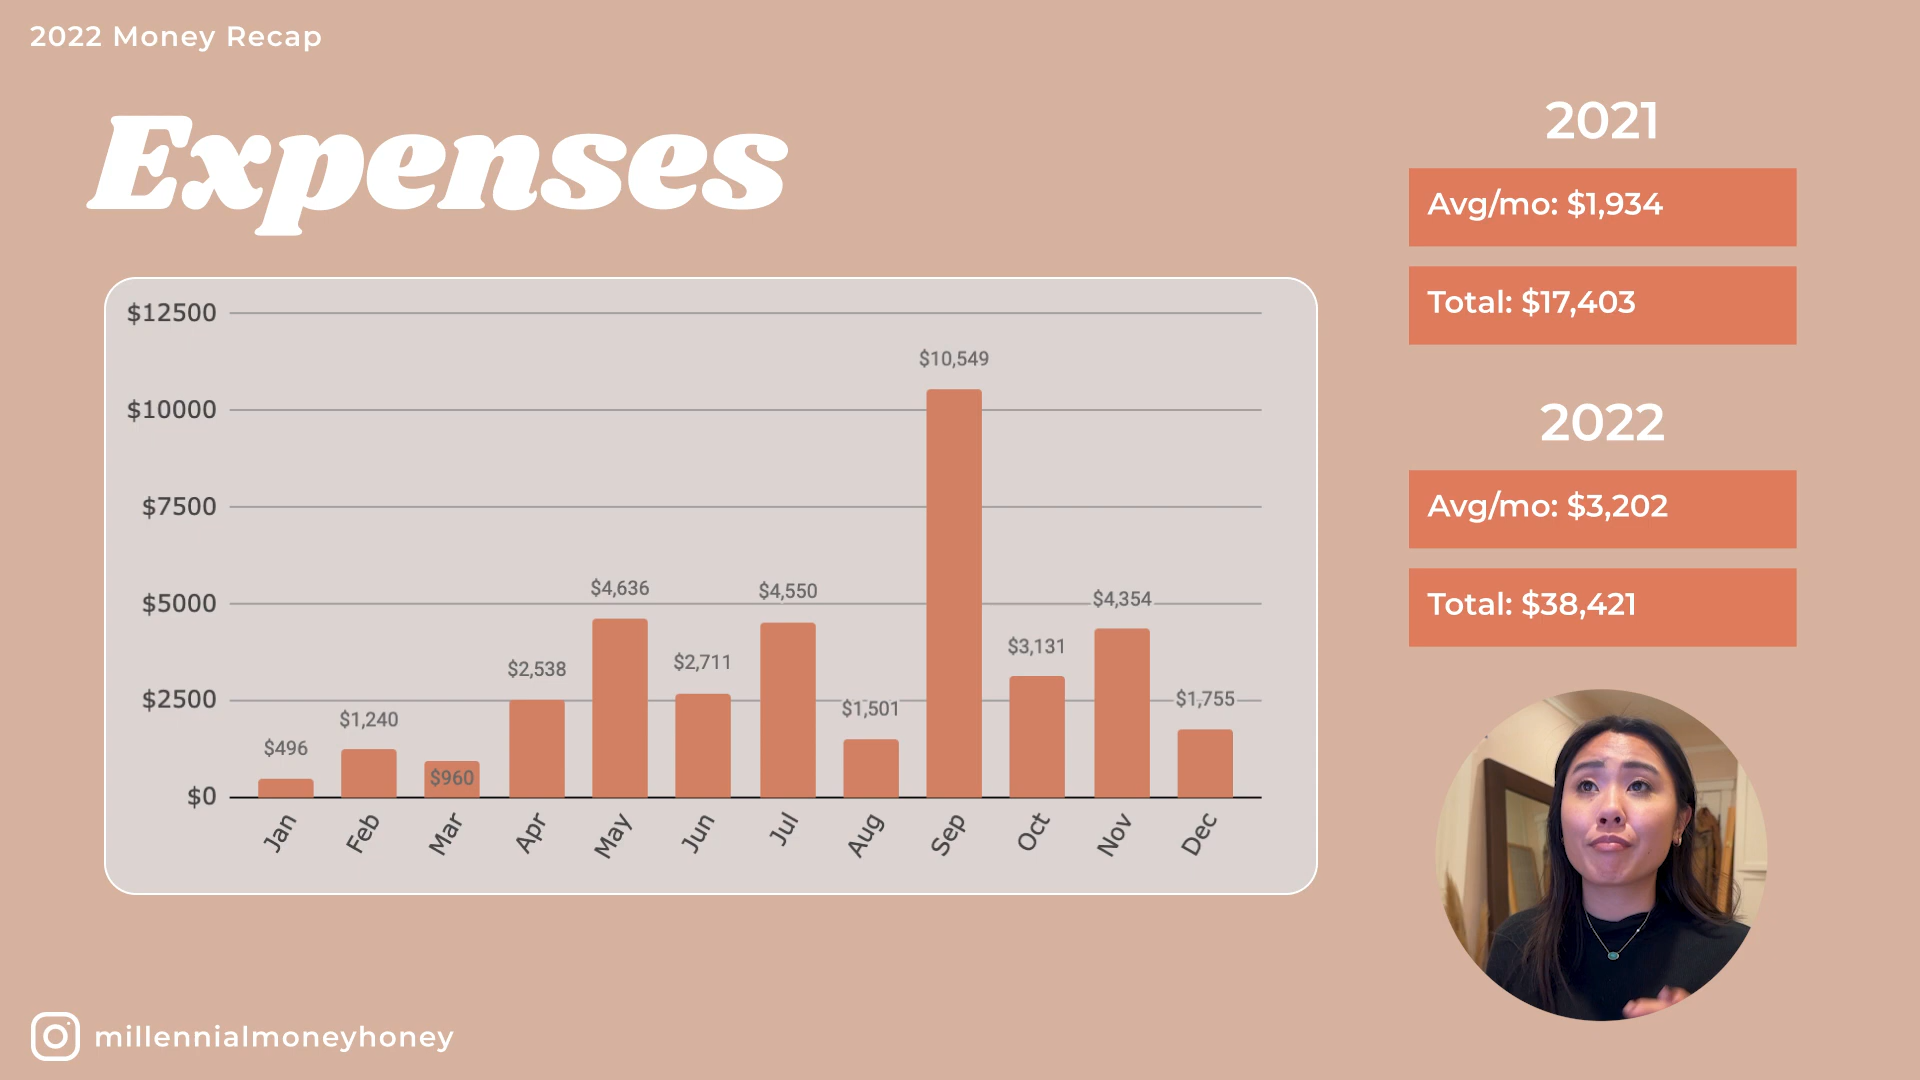 2022 Money Recap
Expenses
$12500
$10000
$7500
$5000
$2500
$0
$496
$1,240
$960
$2,538
$4,636
$2,711
$4,550
$1,501
$10,549
$3,131
$4,354
$1,755
Jan
Feb
Mar
Apr
May
Jun
Jul
Aug
Sep
Oct
Nov
Dec
2021
Avg/mo: $1,934
Total: $17,403
2022
Avg/mo: $3,202
Total: $38,421
millennialmoneyhoney